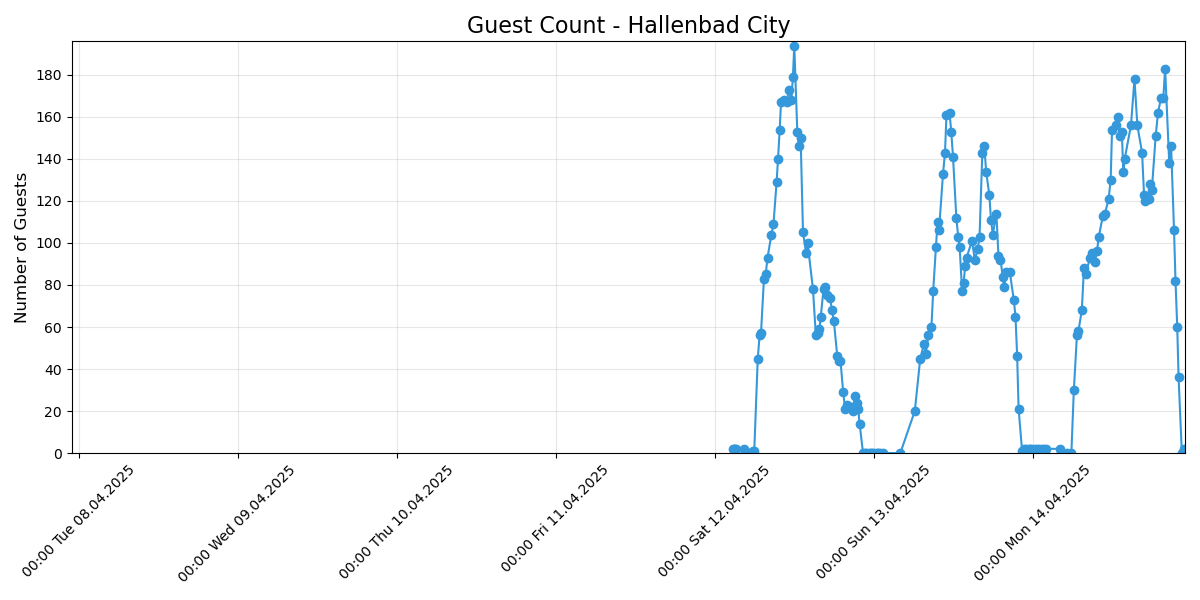 Guest Count - Hallenbad City
Number of Guests
180
160
140
120
100
80
60
40
20
0
00:00 Tue 08.04.2025
00:00 Wed 09.04.2025
00:00 Thu 10.04.2025
00:00 Fri 11.04.2025
00:00 Sat 12.04.2025
00:00 Sun 13.04.2025
00:00 Mon 14.04.2025